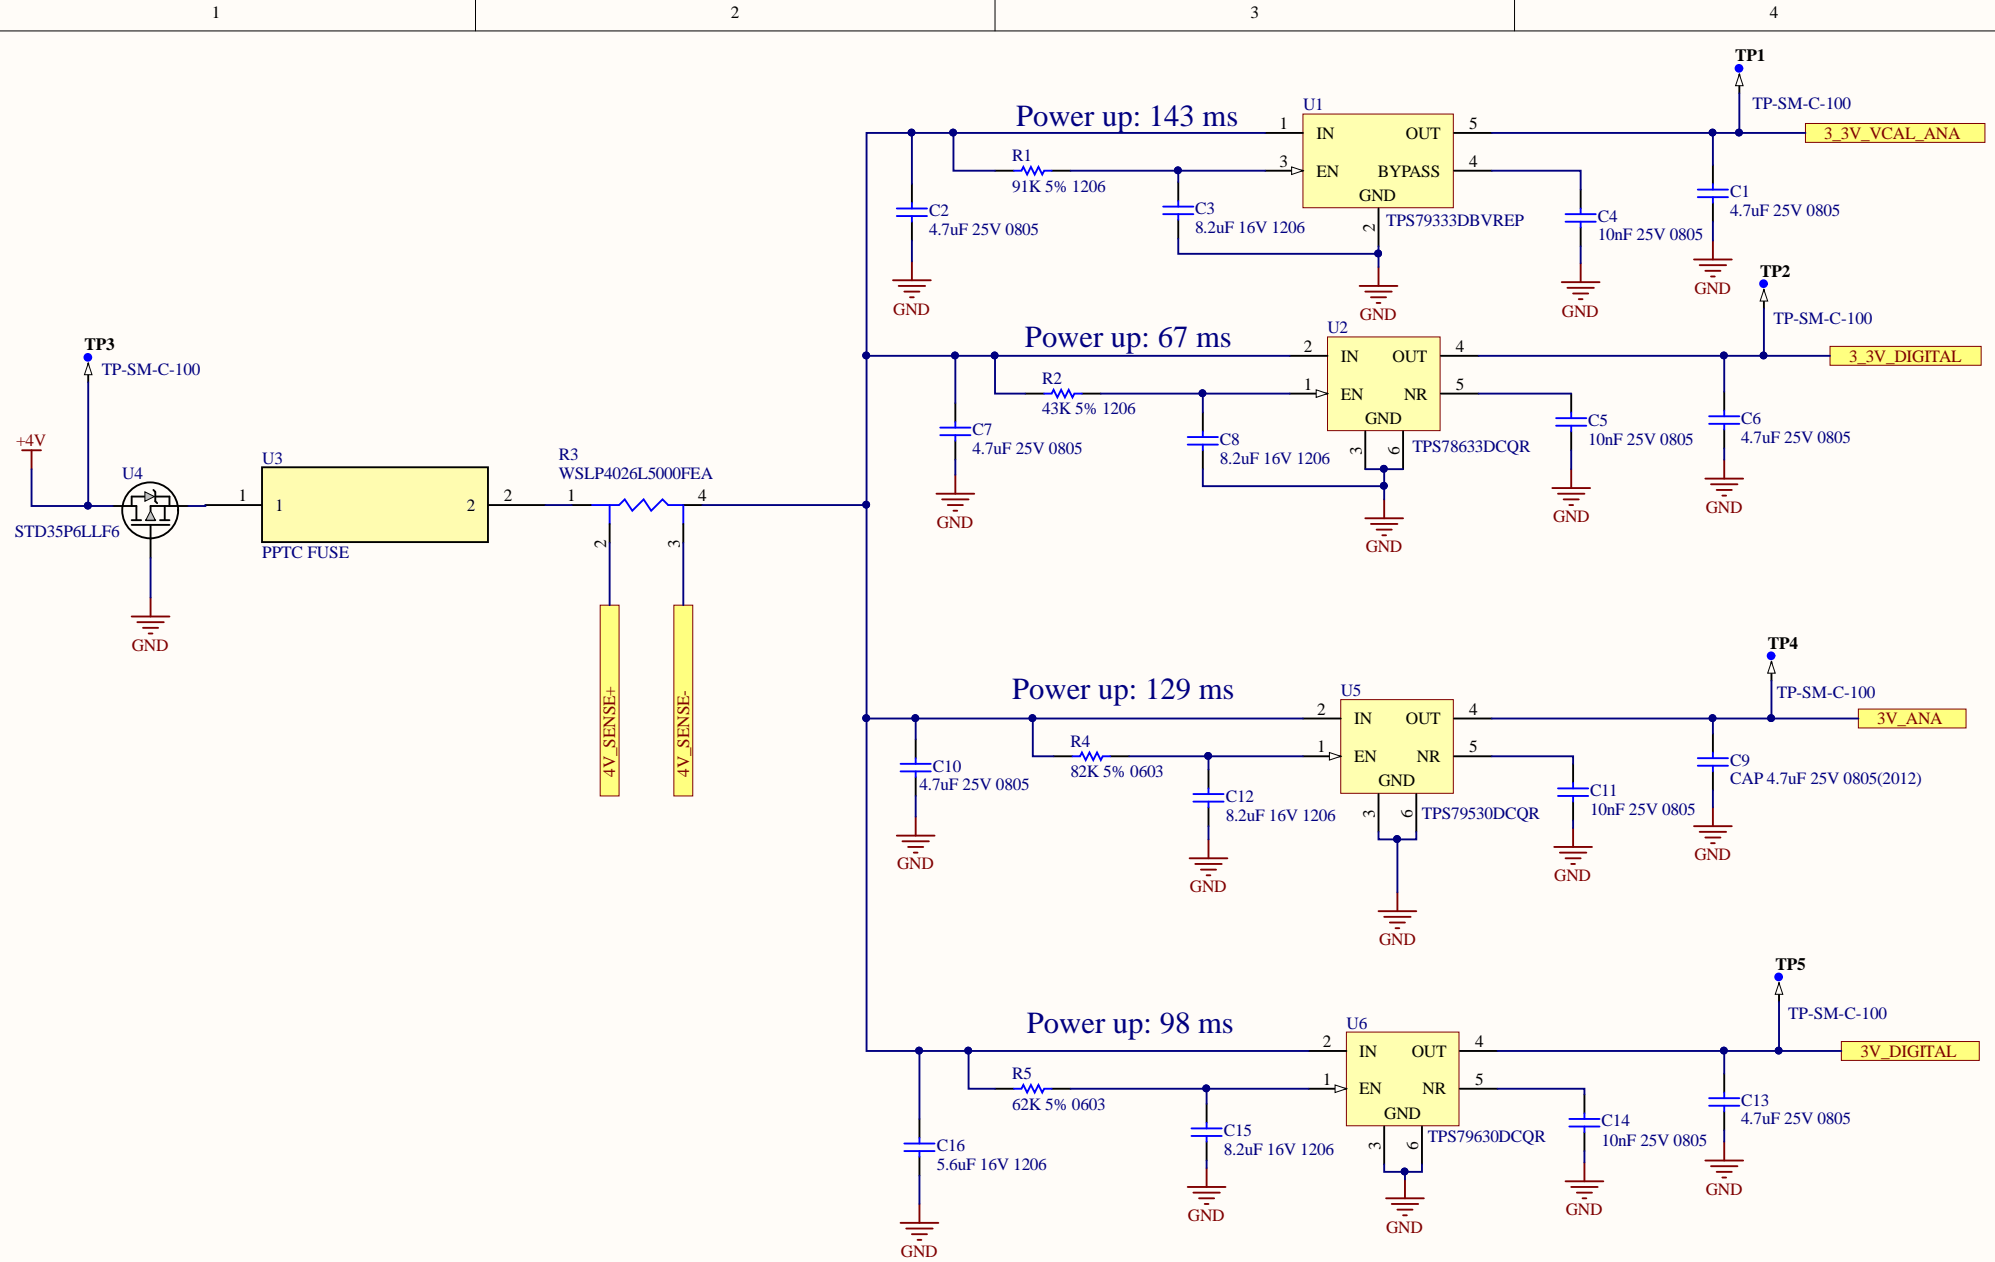 1 2 3 4
TP1
TP-SM-C-100
Power up: 143 ms
U1
1 IN OUT 5
3_3V_VCAL_ANA
R1
91K 5% 1206
3 EN BYPASS 4
GND
2
TPS79333DBVREP
C2
4.7uF 25V 0805
GND
C3
8.2uF 16V 1206
GND
C4
10nF 25V 0805
GND
C1
4.7uF 25V 0805
GND
TP2
TP-SM-C-100
Power up: 67 ms
U2
2 IN OUT 4
3_3V_DIGITAL
R2
43K 5% 1206
1 EN NR 5
GND
3 6
TPS78633DCQR
C7
4.7uF 25V 0805
GND
C8
8.2uF 16V 1206
GND
C5
10nF 25V 0805
GND
C6
4.7uF 25V 0805
GND
TP3
TP-SM-C-100
+4V
U4
STD35P6LLF6
GND
U3
1 1 2 2
PPTC FUSE
R3
WSLP4026L5000FEA
1 4
2 3
4V_SENSE+
4V_SENSE-
TP4
TP-SM-C-100
Power up: 129 ms
U5
2 IN OUT 4
3V_ANA
R4
82K 5% 0603
1 EN NR 5
GND
3 6
TPS79530DCQR
C10
4.7uF 25V 0805
GND
C12
8.2uF 16V 1206
GND
GND
C11
10nF 25V 0805
GND
C9
CAP 4.7uF 25V 0805(2012)
GND
TP5
TP-SM-C-100
Power up: 98 ms
U6
2 IN OUT 4
3V_DIGITAL
R5
62K 5% 0603
1 EN NR 5
GND
3 6
TPS79630DCQR
C16
5.6uF 16V 1206
GND
C15
8.2uF 16V 1206
GND
GND
C14
10nF 25V 0805
GND
C13
4.7uF 25V 0805
GND